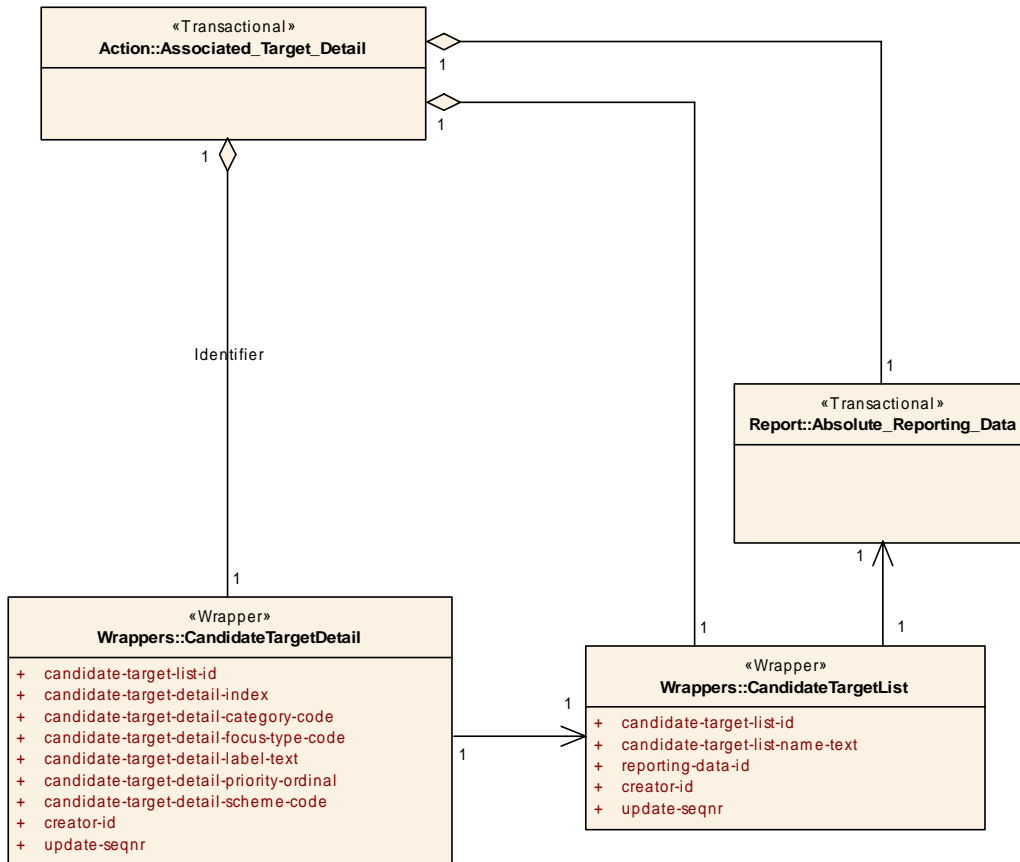 «Transactional»
Action::Associated_Target_Detail
1
1
1
Identifier
1
1
«Transactional»
Report::Absolute_Reporting_Data
1
1
1
«Wrapper»
Wrappers::CandidateTargetDetail
+ candidate-target-list-id
+ candidate-target-detail-index
+ candidate-target-detail-category-code
+ candidate-target-detail-focus-type-code
+ candidate-target-detail-label-text
+ candidate-target-detail-priority-ordinal
+ candidate-target-detail-scheme-code
+ creator-id
+ update-seqnr
1
1
«Wrapper»
Wrappers::CandidateTargetList
+ candidate-target-list-id
+ candidate-target-list-name-text
+ reporting-data-id
+ creator-id
+ update-seqnr